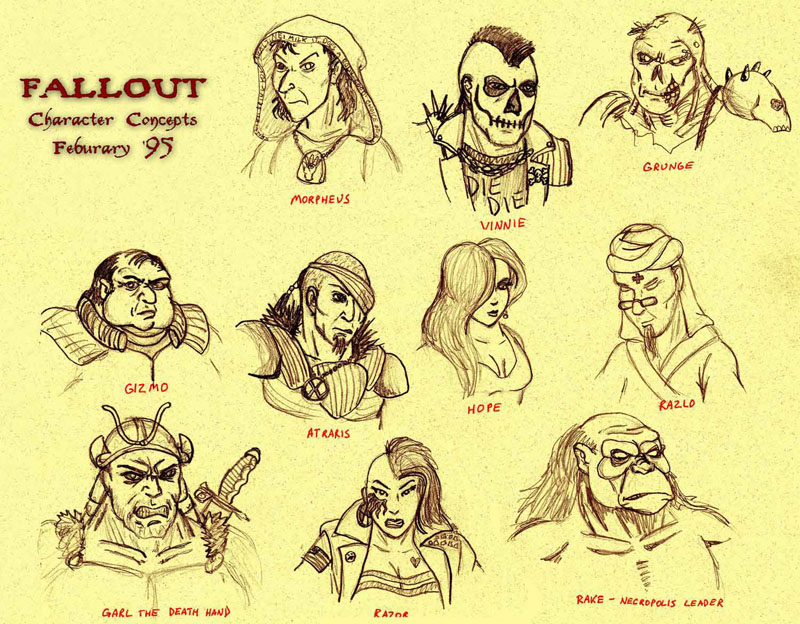 FALLOUT
Character Concepts
Feburary '95
MILK
MORPHEUS
DIE
DIE
VINNIE
GRUNGE
GIZMO
ATRARIS
HOPE
RAZLO
GARL THE DEATH HAND
RAZOR
RAKE - NECROPOLIS LEADER